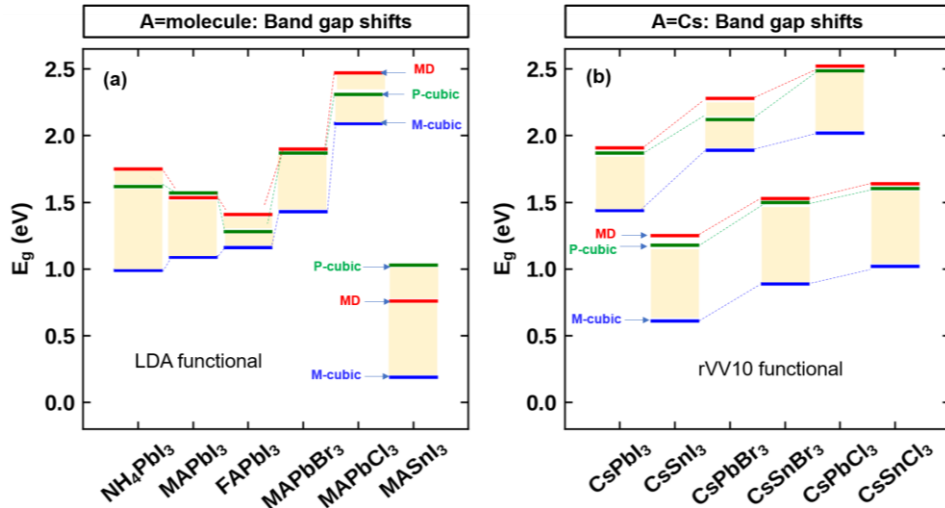 A=molecule: Band gap shifts
A=Cs: Band gap shifts
(a)
MD
P-cubic
M-cubic
P-cubic
MD
M-cubic
LDA functional
E_g (eV)
2.5
2.0
1.5
1.0
0.5
0.0
NH₄PbI₃
MAPbI₃
FAPbI₃
MAPbBr₃
MAPbCl₃
MASnI₃
(b)
MD
P-cubic
M-cubic
rVV10 functional
E_g (eV)
2.5
2.0
1.5
1.0
0.5
0.0
CsPbI₃
CsSnI₃
CsPbBr₃
CsSnBr₃
CsPbCl₃
CsSnCl₃